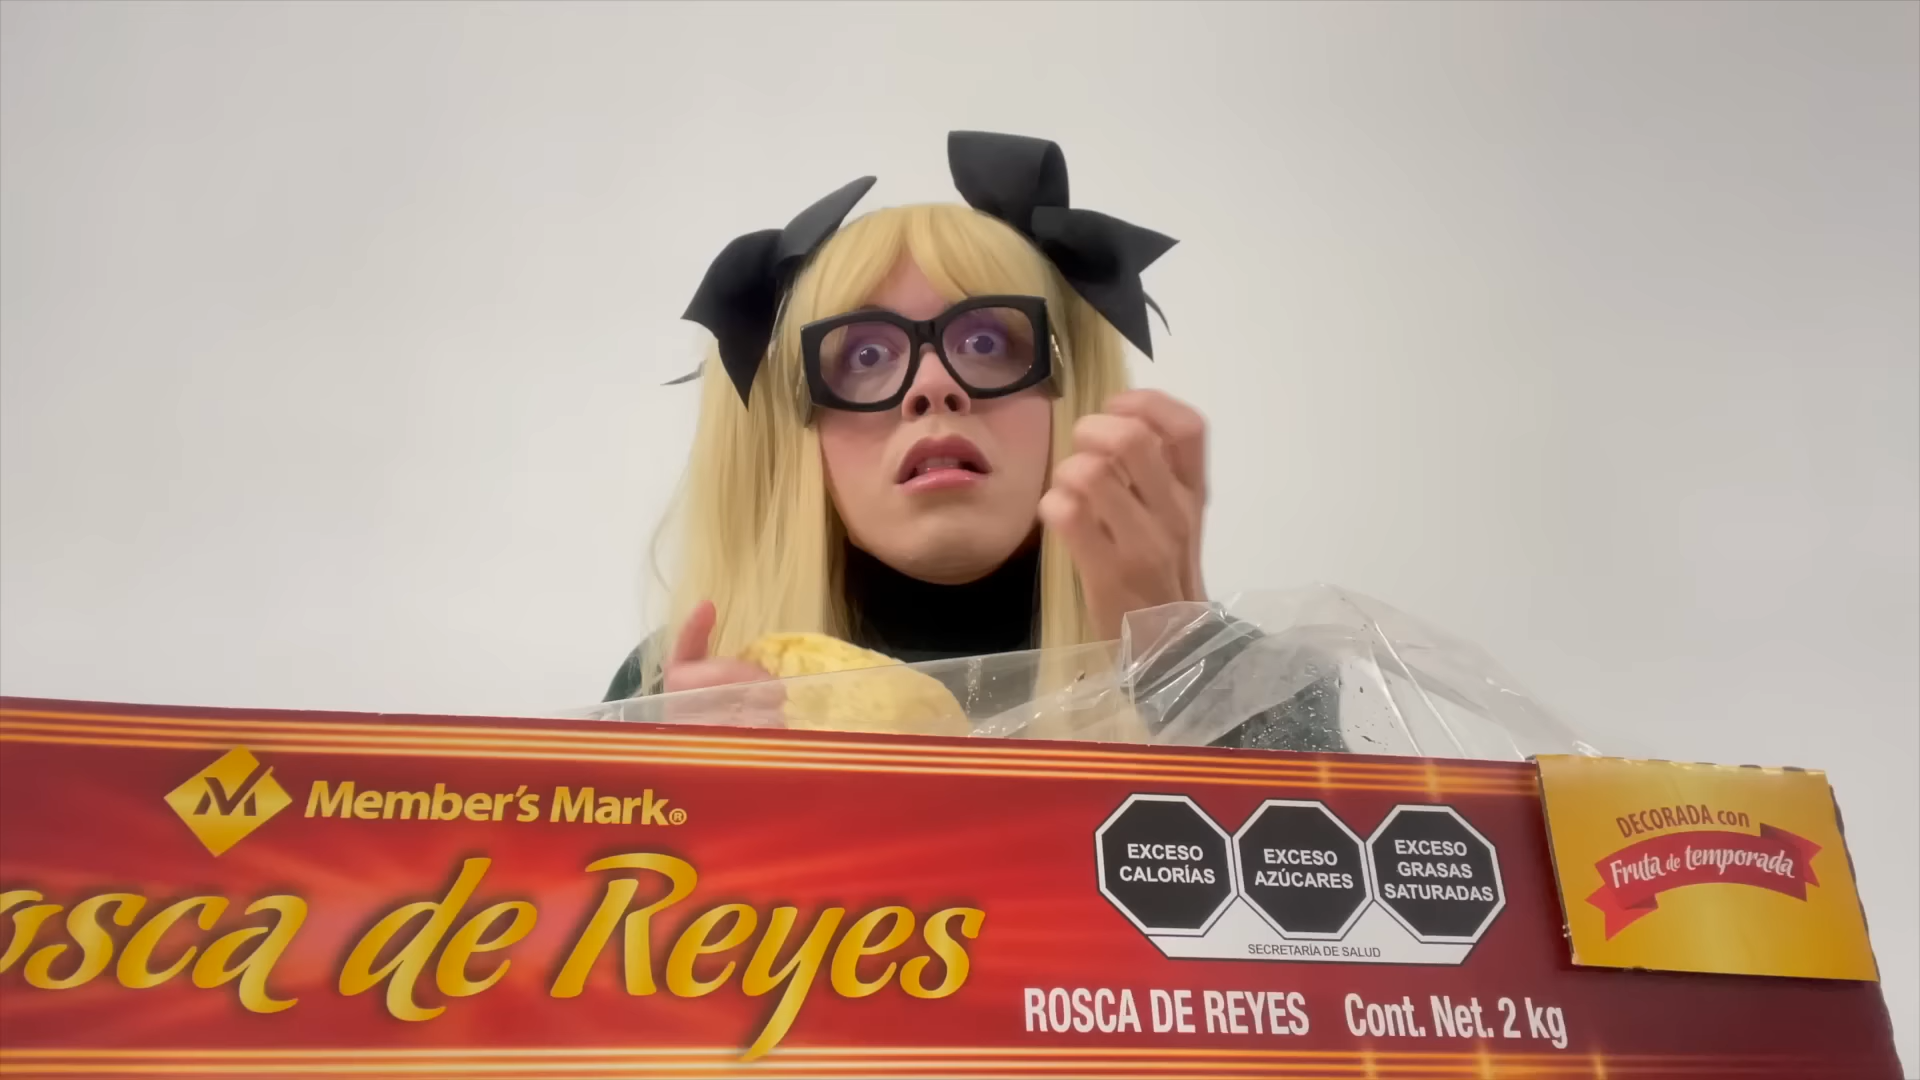 Member's Mark®
osca de Reyes
EXCESO
CALORÍAS
EXCESO
AZÚCARES
EXCESO
GRASAS
SATURADAS
SECRETARÍA DE SALUD
ROSCA DE REYES Cont. Net. 2 kg
DECORADA con
Fruta de temporada